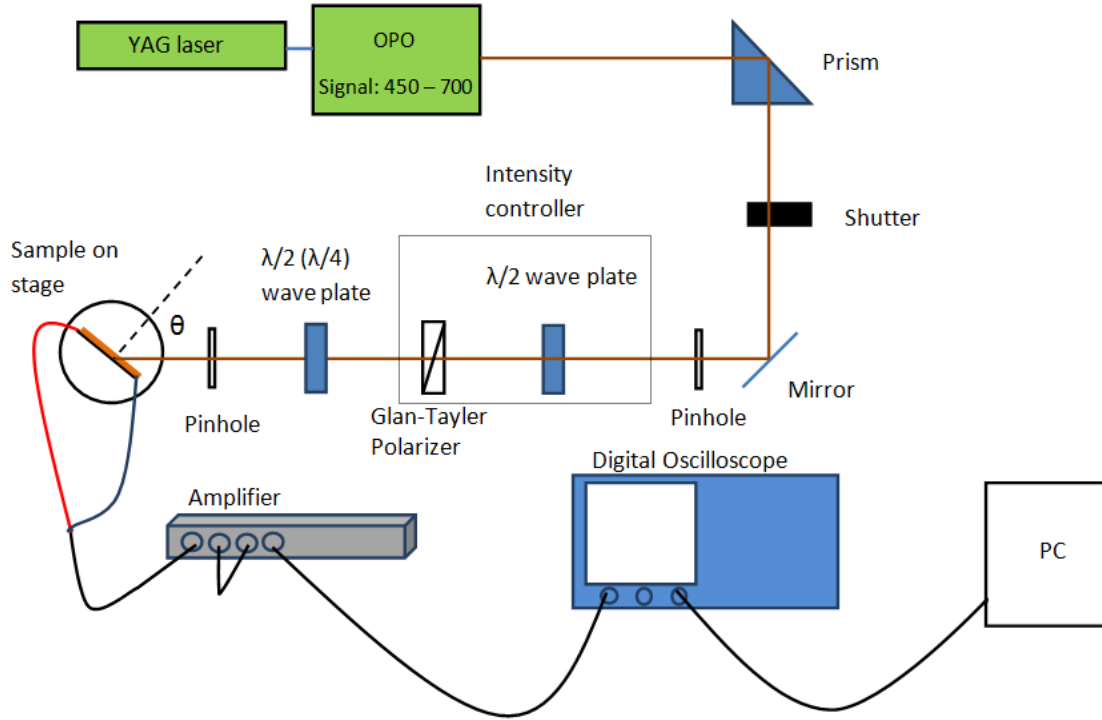 YAG laser
OPO
Signal: 450 – 700
Prism
Intensity
controller
Shutter
Sample on
stage
λ/2 (λ/4)
wave plate
λ/2 wave plate
θ
Mirror
Pinhole
Glan-Tayler
Polarizer
Pinhole
Digital Oscilloscope
Amplifier
PC